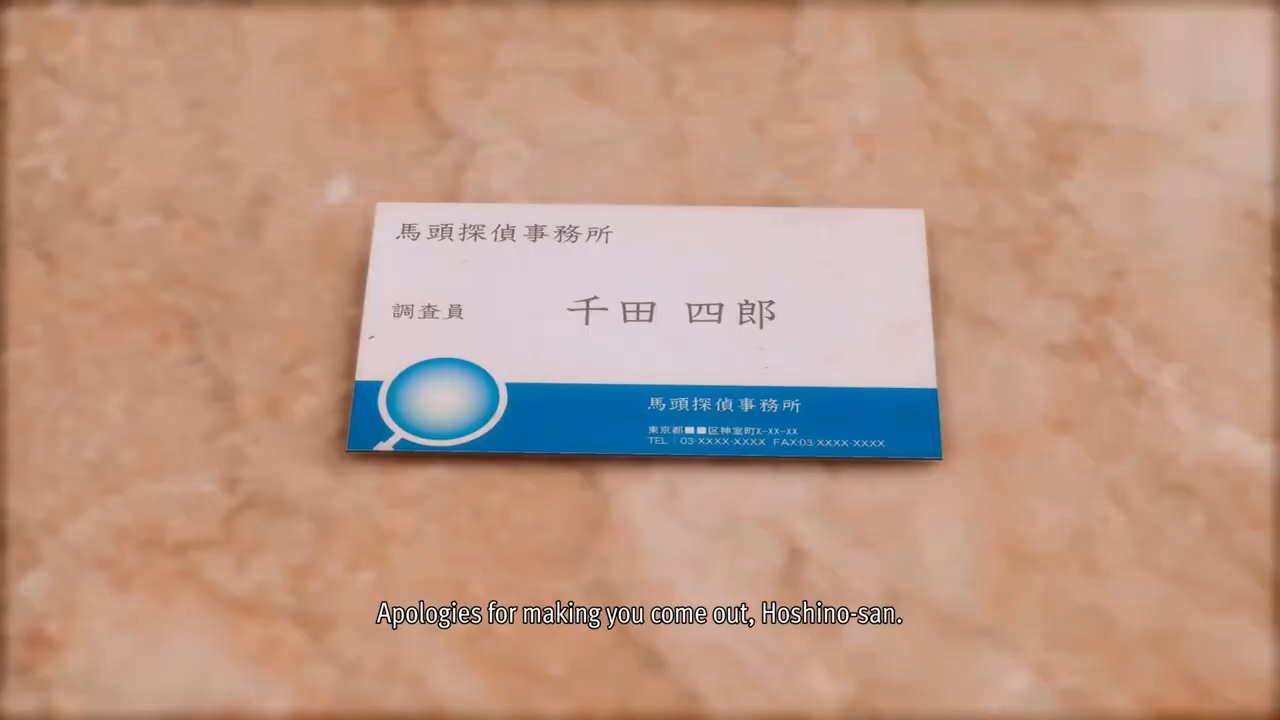 馬頭探偵事務所
調査員 千田 四郎
馬頭探偵事務所
東京都■■区神室町X-XX-XX
TEL：03-XXXX-XXXX FAX:03-XXXX-XXXX
Apologies for making you come out, Hoshino-san.